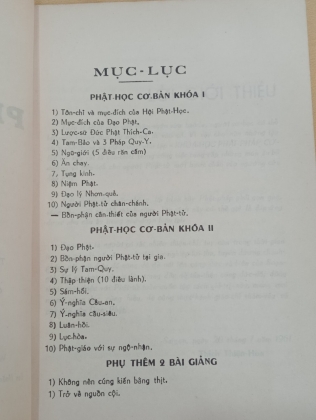 MỤC-LỤC
PHẬT-HỌC CƠ-BẢN KHÓA I
1) Tôn-chỉ và mục-đích của Hội Phật-Học.
2) Mục-đích của Đạo Phật.
3) Lược-sử Đức Phật Thích-Ca.
4) Tam-Bảo và 3 Pháp Quy-Y.
5) Ngũ-giới (5 điều răn cấm)
6) Ăn chay.
7) Tụng kinh.
8) Niệm Phật.
9) Đạo lý Nhơn-quả.
10) Người Phật-tử chân-chánh.
— Bổn-phận cần-thiết của người Phật-tử.
PHẬT-HỌC CƠ-BẢN KHÓA II
1) Đạo Phật.
2) Bổn-phận người Phật-tử tại gia.
3) Sự lý Tam-Quy.
4) Thập thiện (10 điều lành).
5) Sám-hối.
6) Ý-nghĩa Cầu-an.
7) Ý-nghĩa cầu-siêu.
8) Luân-hồi.
9) Lục-hòa.
10) Phật-giáo với sự ngộ-nhận.
PHỤ THÊM 2 BÀI GIẢNG
1) Không nên cúng kiến bằng thịt.
1) Trở về nguồn cội.